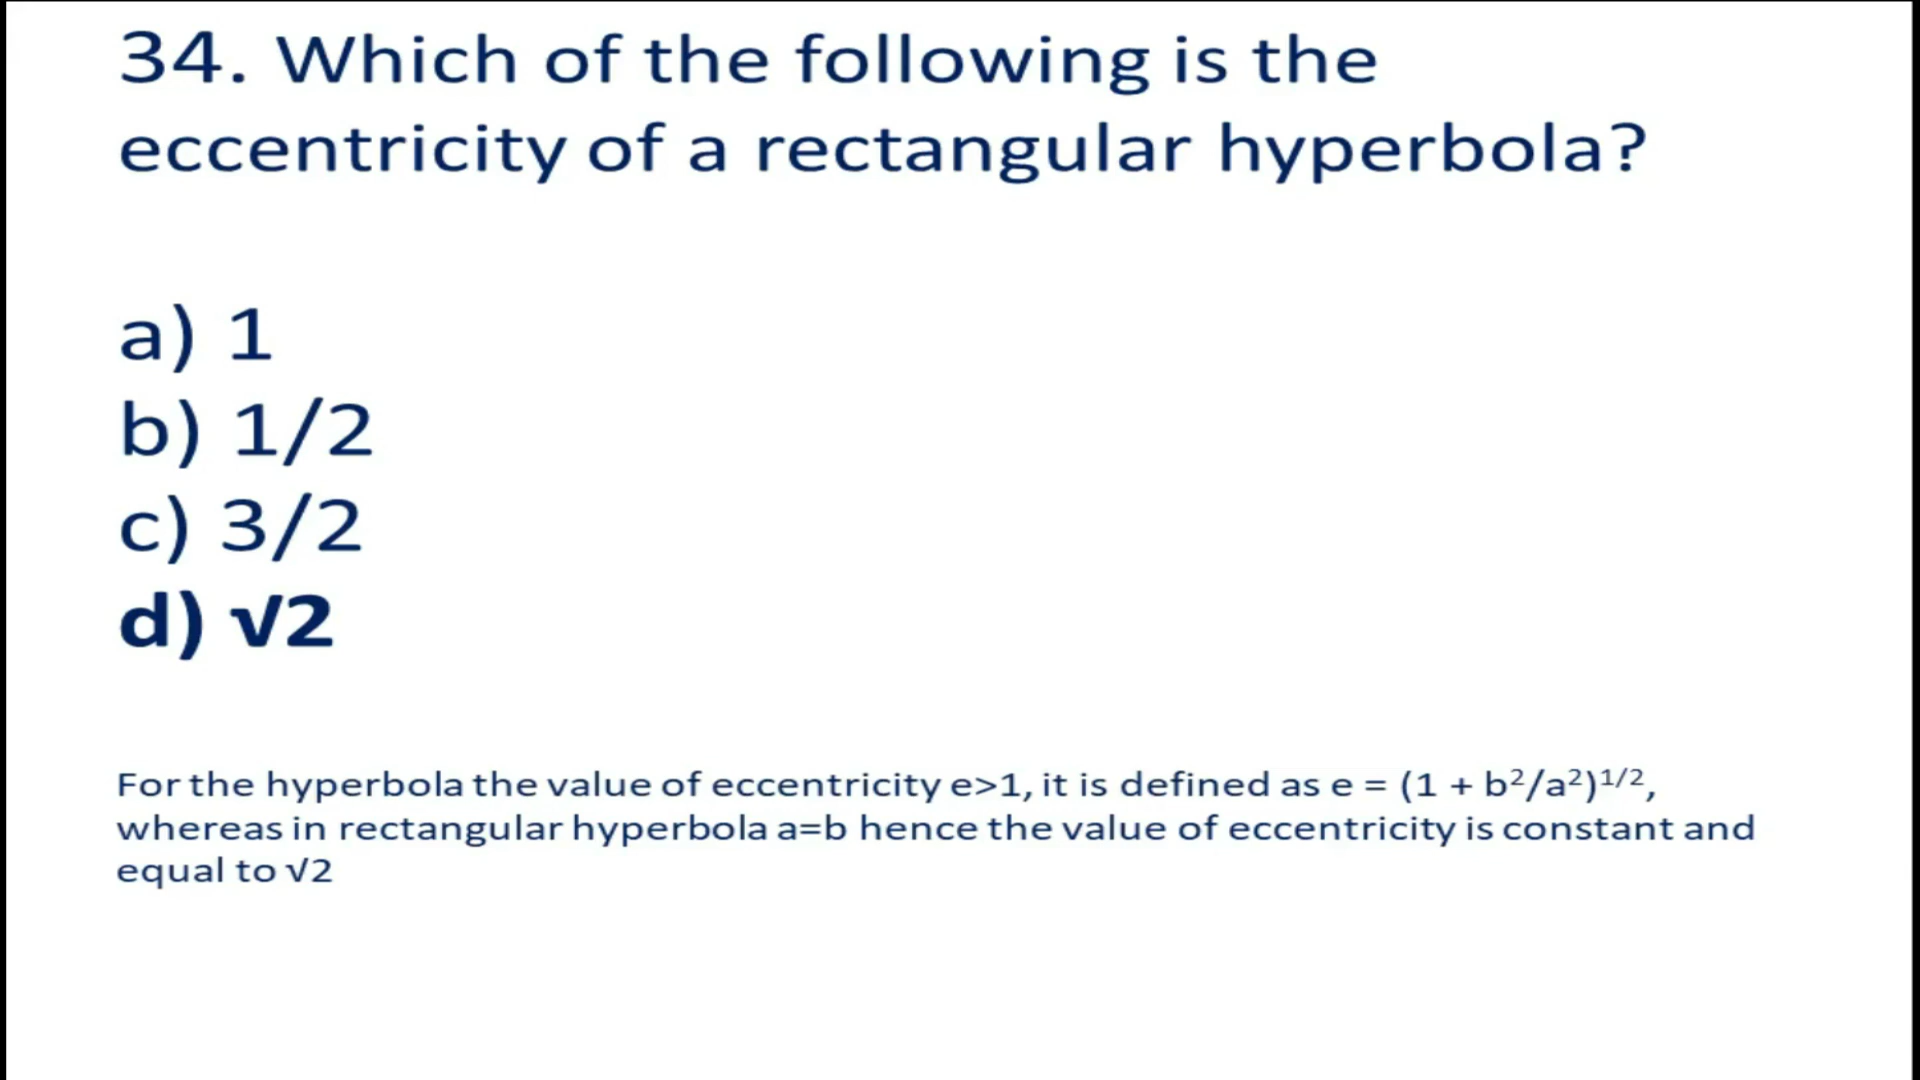 34. Which of the following is the
eccentricity of a rectangular hyperbola?
a) 1
b) 1/2
c) 3/2
d) √2
For the hyperbola the value of eccentricity e>1, it is defined as e = (1 + b²/a²)¹/², 
whereas in rectangular hyperbola a=b hence the value of eccentricity is constant and
equal to √2